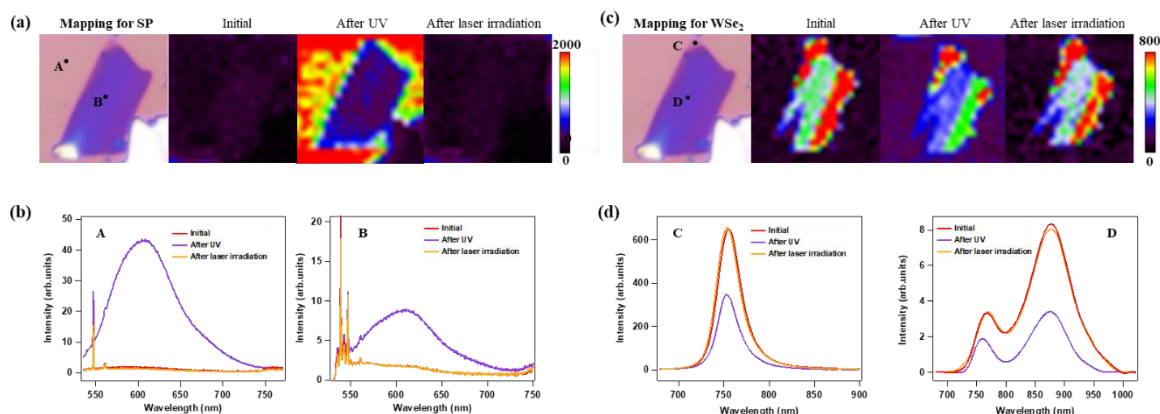 (a) Mapping for SP Initial After UV After laser irradiation
A
B
2000
0
(c) Mapping for WSe₂ Initial After UV After laser irradiation
C
D
800
0
(b)
A
Initial
After UV
After laser irradiation
50
40
30
20
10
0
Intensity (arb.units)
550 600 650 700 750
Wavelength (nm)
B
Initial
After UV
After laser irradiation
20
15
10
5
0
Intensity (arb.units)
550 600 650 700 750
Wavelength (nm)
(d)
C
Initial
After UV
After laser irradiation
600
400
200
0
Intensity (arb.units)
700 750 800 850 900
Wavelength (nm)
D
Initial
After UV
After laser irradiation
8
6
4
2
0
Intensity (arb.units)
700 750 800 850 900 950 1000
Wavelength (nm)